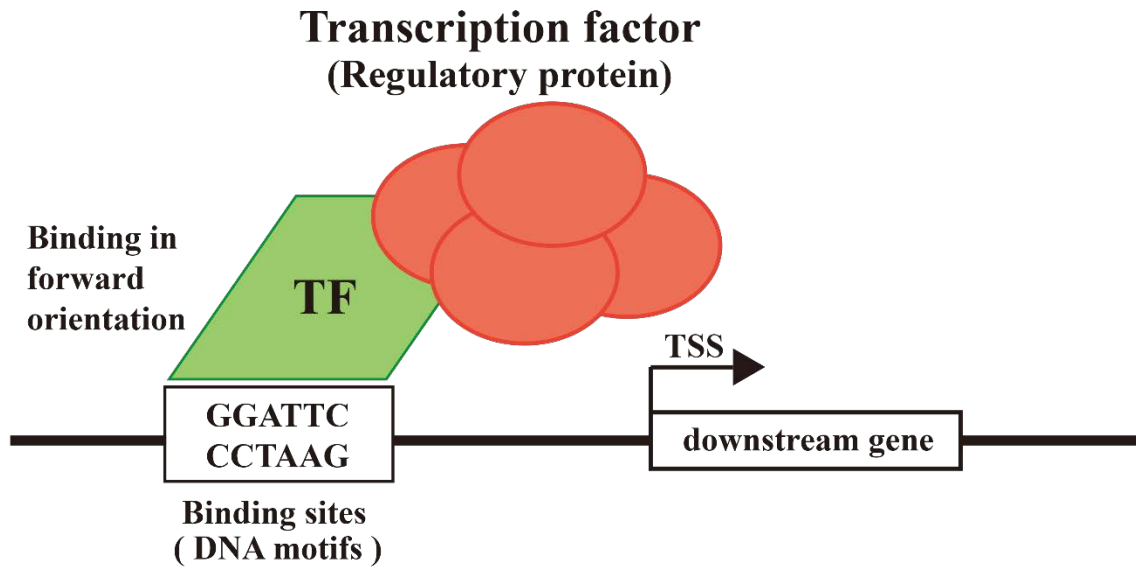 Transcription factor
(Regulatory protein)
Binding in
forward
orientation
TF
TSS
GGATTC
CCTAAG
downstream gene
Binding sites
( DNA motifs )